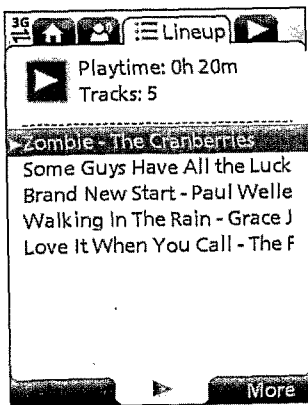 3G
Lineup
Playtime: 0h 20m
Tracks: 5
Zombie - The Cranberries
Some Guys Have All the Luck
Brand New Start - Paul Welle
Walking In The Rain - Grace J
Love It When You Call - The F
More